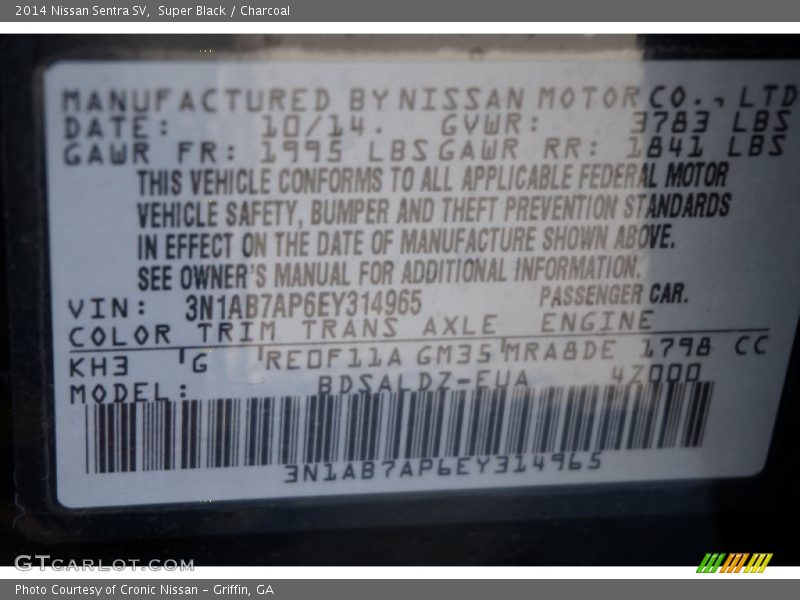 2014 Nissan Sentra SV,  Super Black / Charcoal
MANUFACTURED BY NISSAN MOTOR CO., LTD
DATE: 10/14. GVWR: 3783 LBS
GAWR FR: 1995 LBS GAWR RR: 1841 LBS
THIS VEHICLE CONFORMS TO ALL APPLICABLE FEDERAL MOTOR
VEHICLE SAFETY, BUMPER AND THEFT PREVENTION STANDARDS
IN EFFECT ON THE DATE OF MANUFACTURE SHOWN ABOVE.
SEE OWNER'S MANUAL FOR ADDITIONAL INFORMATION.
VIN: 3N1AB7AP6EY314965 PASSENGER CAR.
COLOR TRIM TRANS AXLE ENGINE
KH3 G RE0F11A GM35 MRA8DE 1798 CC
MODEL: BDSALDZ-EUA 4Z000
3N1AB7AP6EY314965
GTCARLOT.COM
Photo Courtesy of Cronic Nissan - Griffin, GA